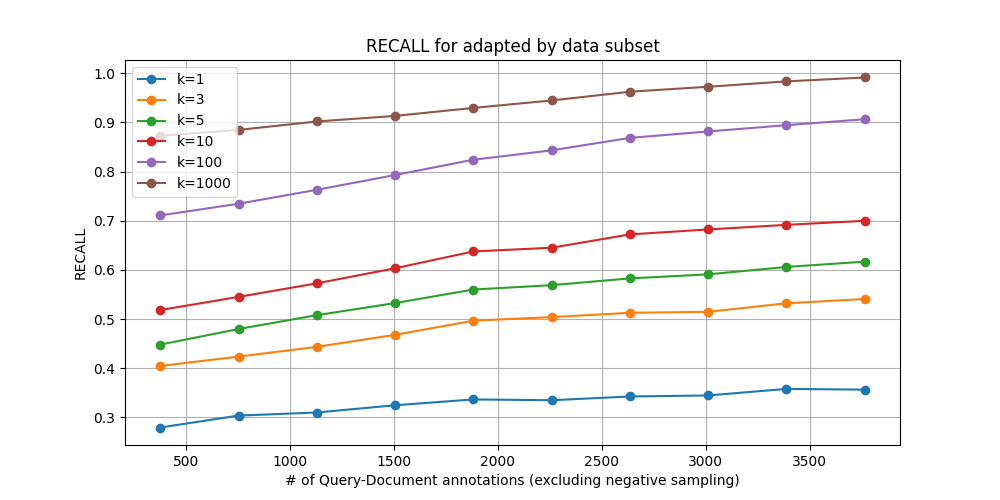 RECALL for adapted by data subset
k=1
k=3
k=5
k=10
k=100
k=1000
RECALL
1.0
0.9
0.8
0.7
0.6
0.5
0.4
0.3
500
1000
1500
2000
2500
3000
3500
# of Query-Document annotations (excluding negative sampling)